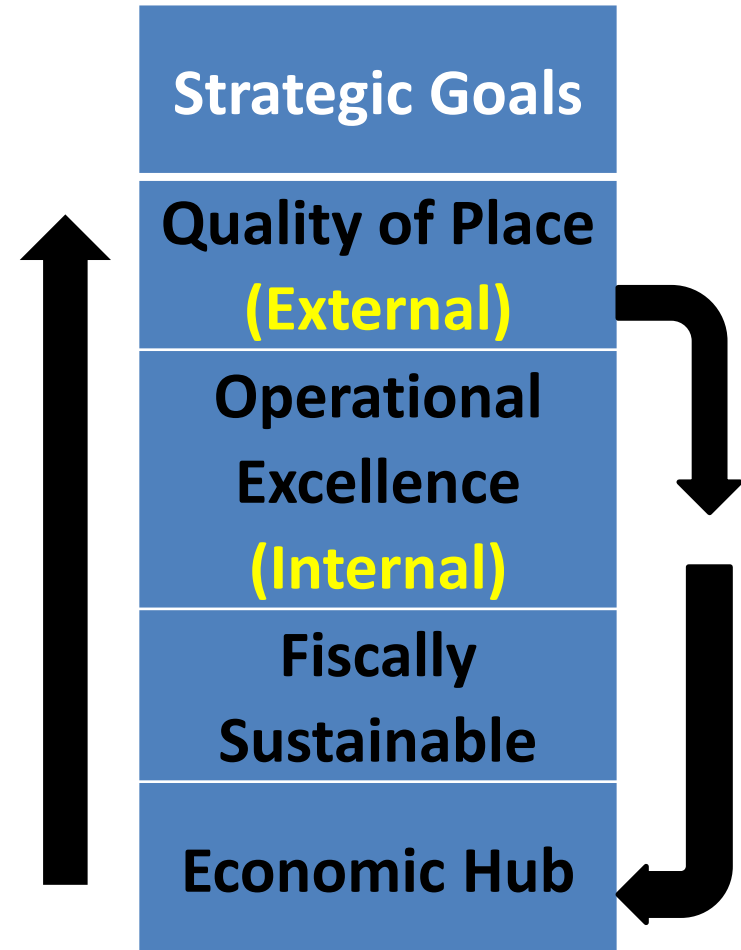 Strategic Goals
Quality of Place
(External)
Operational
Excellence
(Internal)
Fiscally
Sustainable
Economic Hub